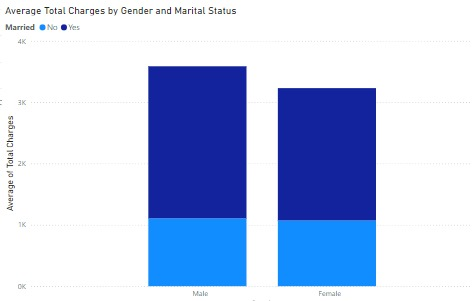 Average Total Charges by Gender and Marital Status
Married No Yes
4K
3K
2K
1K
0K
Average of Total Charges
Male Female